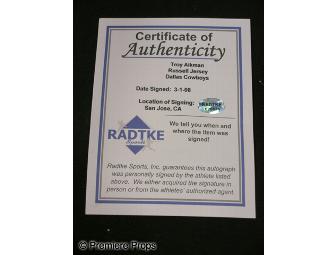 Certificate of
Authenticity
Troy Aikman
Russell Jersey
Dallas Cowboys
Date Signed: 3-1-08
Location of Signing:
San Jose, CA
RADTKE
We tell you when and
where the item was
signed!
RADTKE
Radtke Sports, Inc. guarantees this autograph
was personally signed by the athlete listed
above. We either acquired the signature in
person or from the athletes' authorized agent.
© Premiere Props